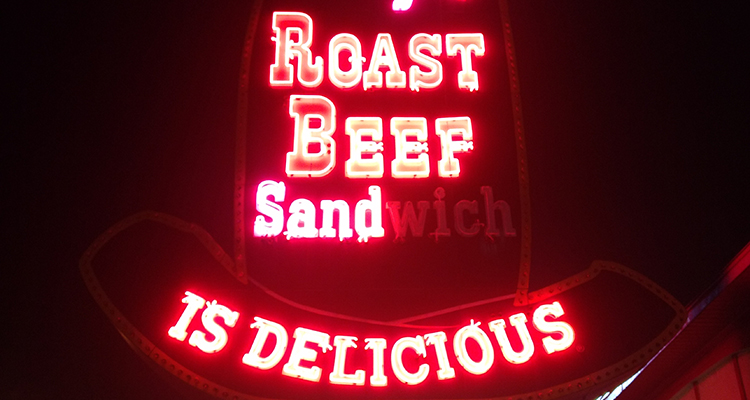 Roast
Beef
Sandwich
IS DELICIOUS